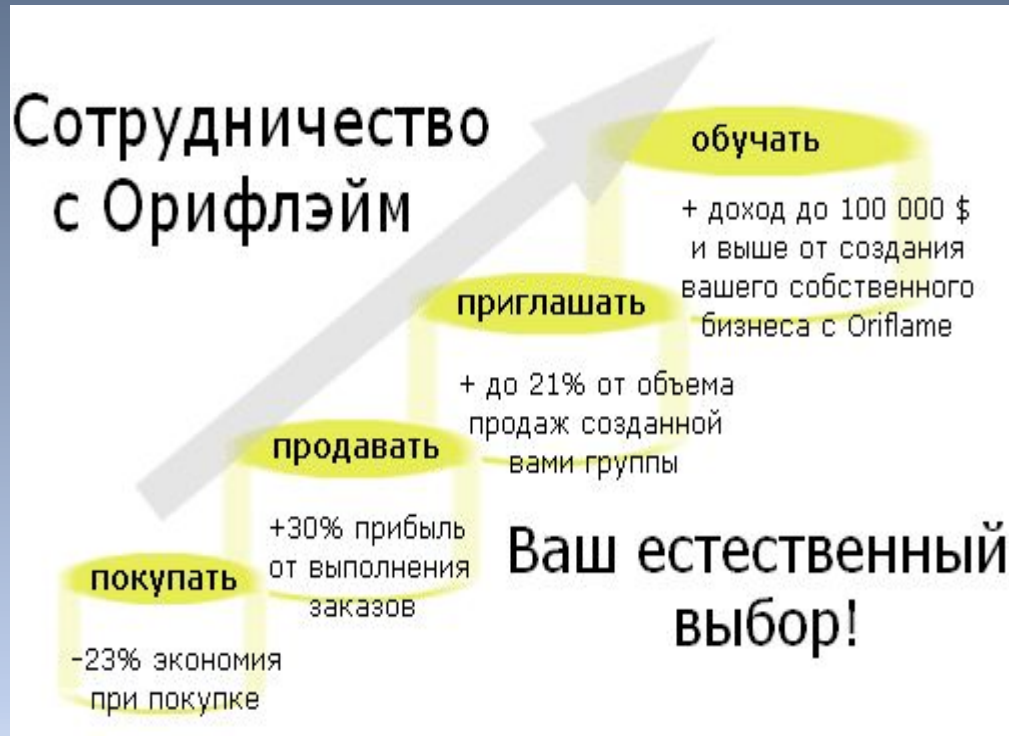 Сотрудничество
с Орифлэйм
обучать
+ доход до 100 000 $
и выше от создания
вашего собственного
бизнеса с Oriflame
приглашать
+ до 21% от объема
продаж созданной
вами группы
продавать
+30% прибыль
от выполнения
заказов
покупать
-23% экономия
при покупке
Ваш естественный
выбор!